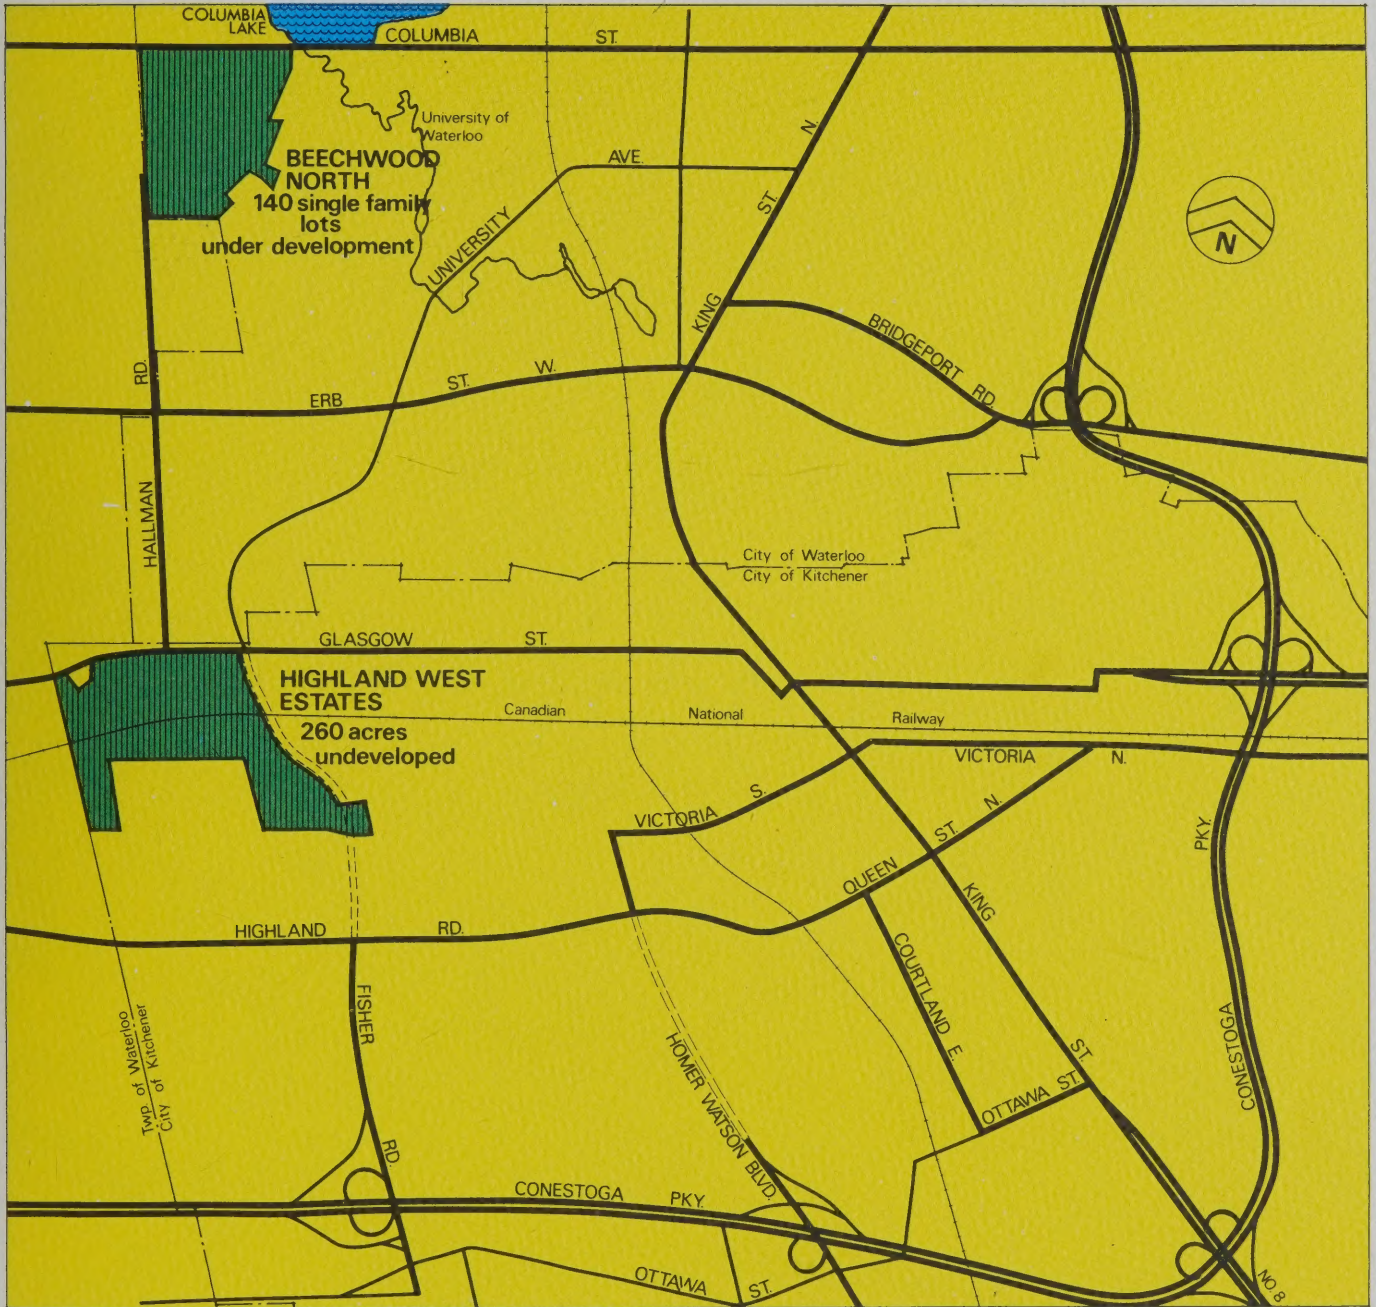 COLUMBIA
LAKE
COLUMBIA ST.
University of
Waterloo
BEECHWOOD
NORTH
140 single family
lots
under development
UNIVERSITY AVE.
KING ST. N.
N
BRIDGEPORT RD.
ERB ST. W.
HALLMAN RD.
City of Waterloo
City of Kitchener
GLASGOW ST.
HIGHLAND WEST
ESTATES
260 acres
undeveloped
Canadian National Railway
VICTORIA N.
VICTORIA S.
QUEEN ST. N.
KING ST.
HIGHLAND RD.
FISHER RD.
COURTLAND E.
OTTAWA ST.
HOMER WATSON BLVD.
CONESTOGA PKY.
Twp. of Waterloo
City of Kitchener
CONESTOGA PKY.
OTTAWA ST.
NO. 8